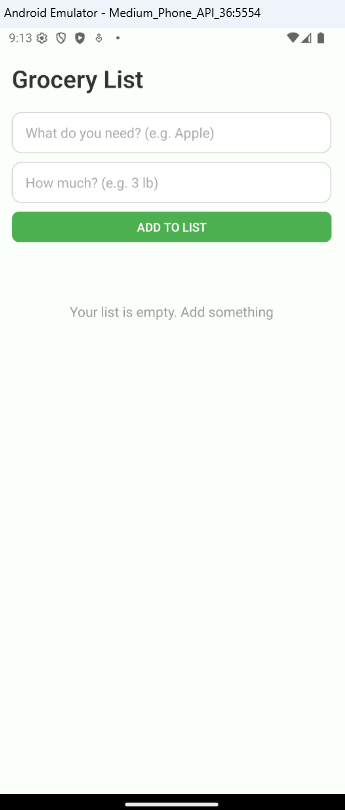 Android Emulator - Medium_Phone_API_36:5554
9:13
Grocery List
What do you need? (e.g. Apple)
How much? (e.g. 3 lb)
ADD TO LIST
Your list is empty. Add something